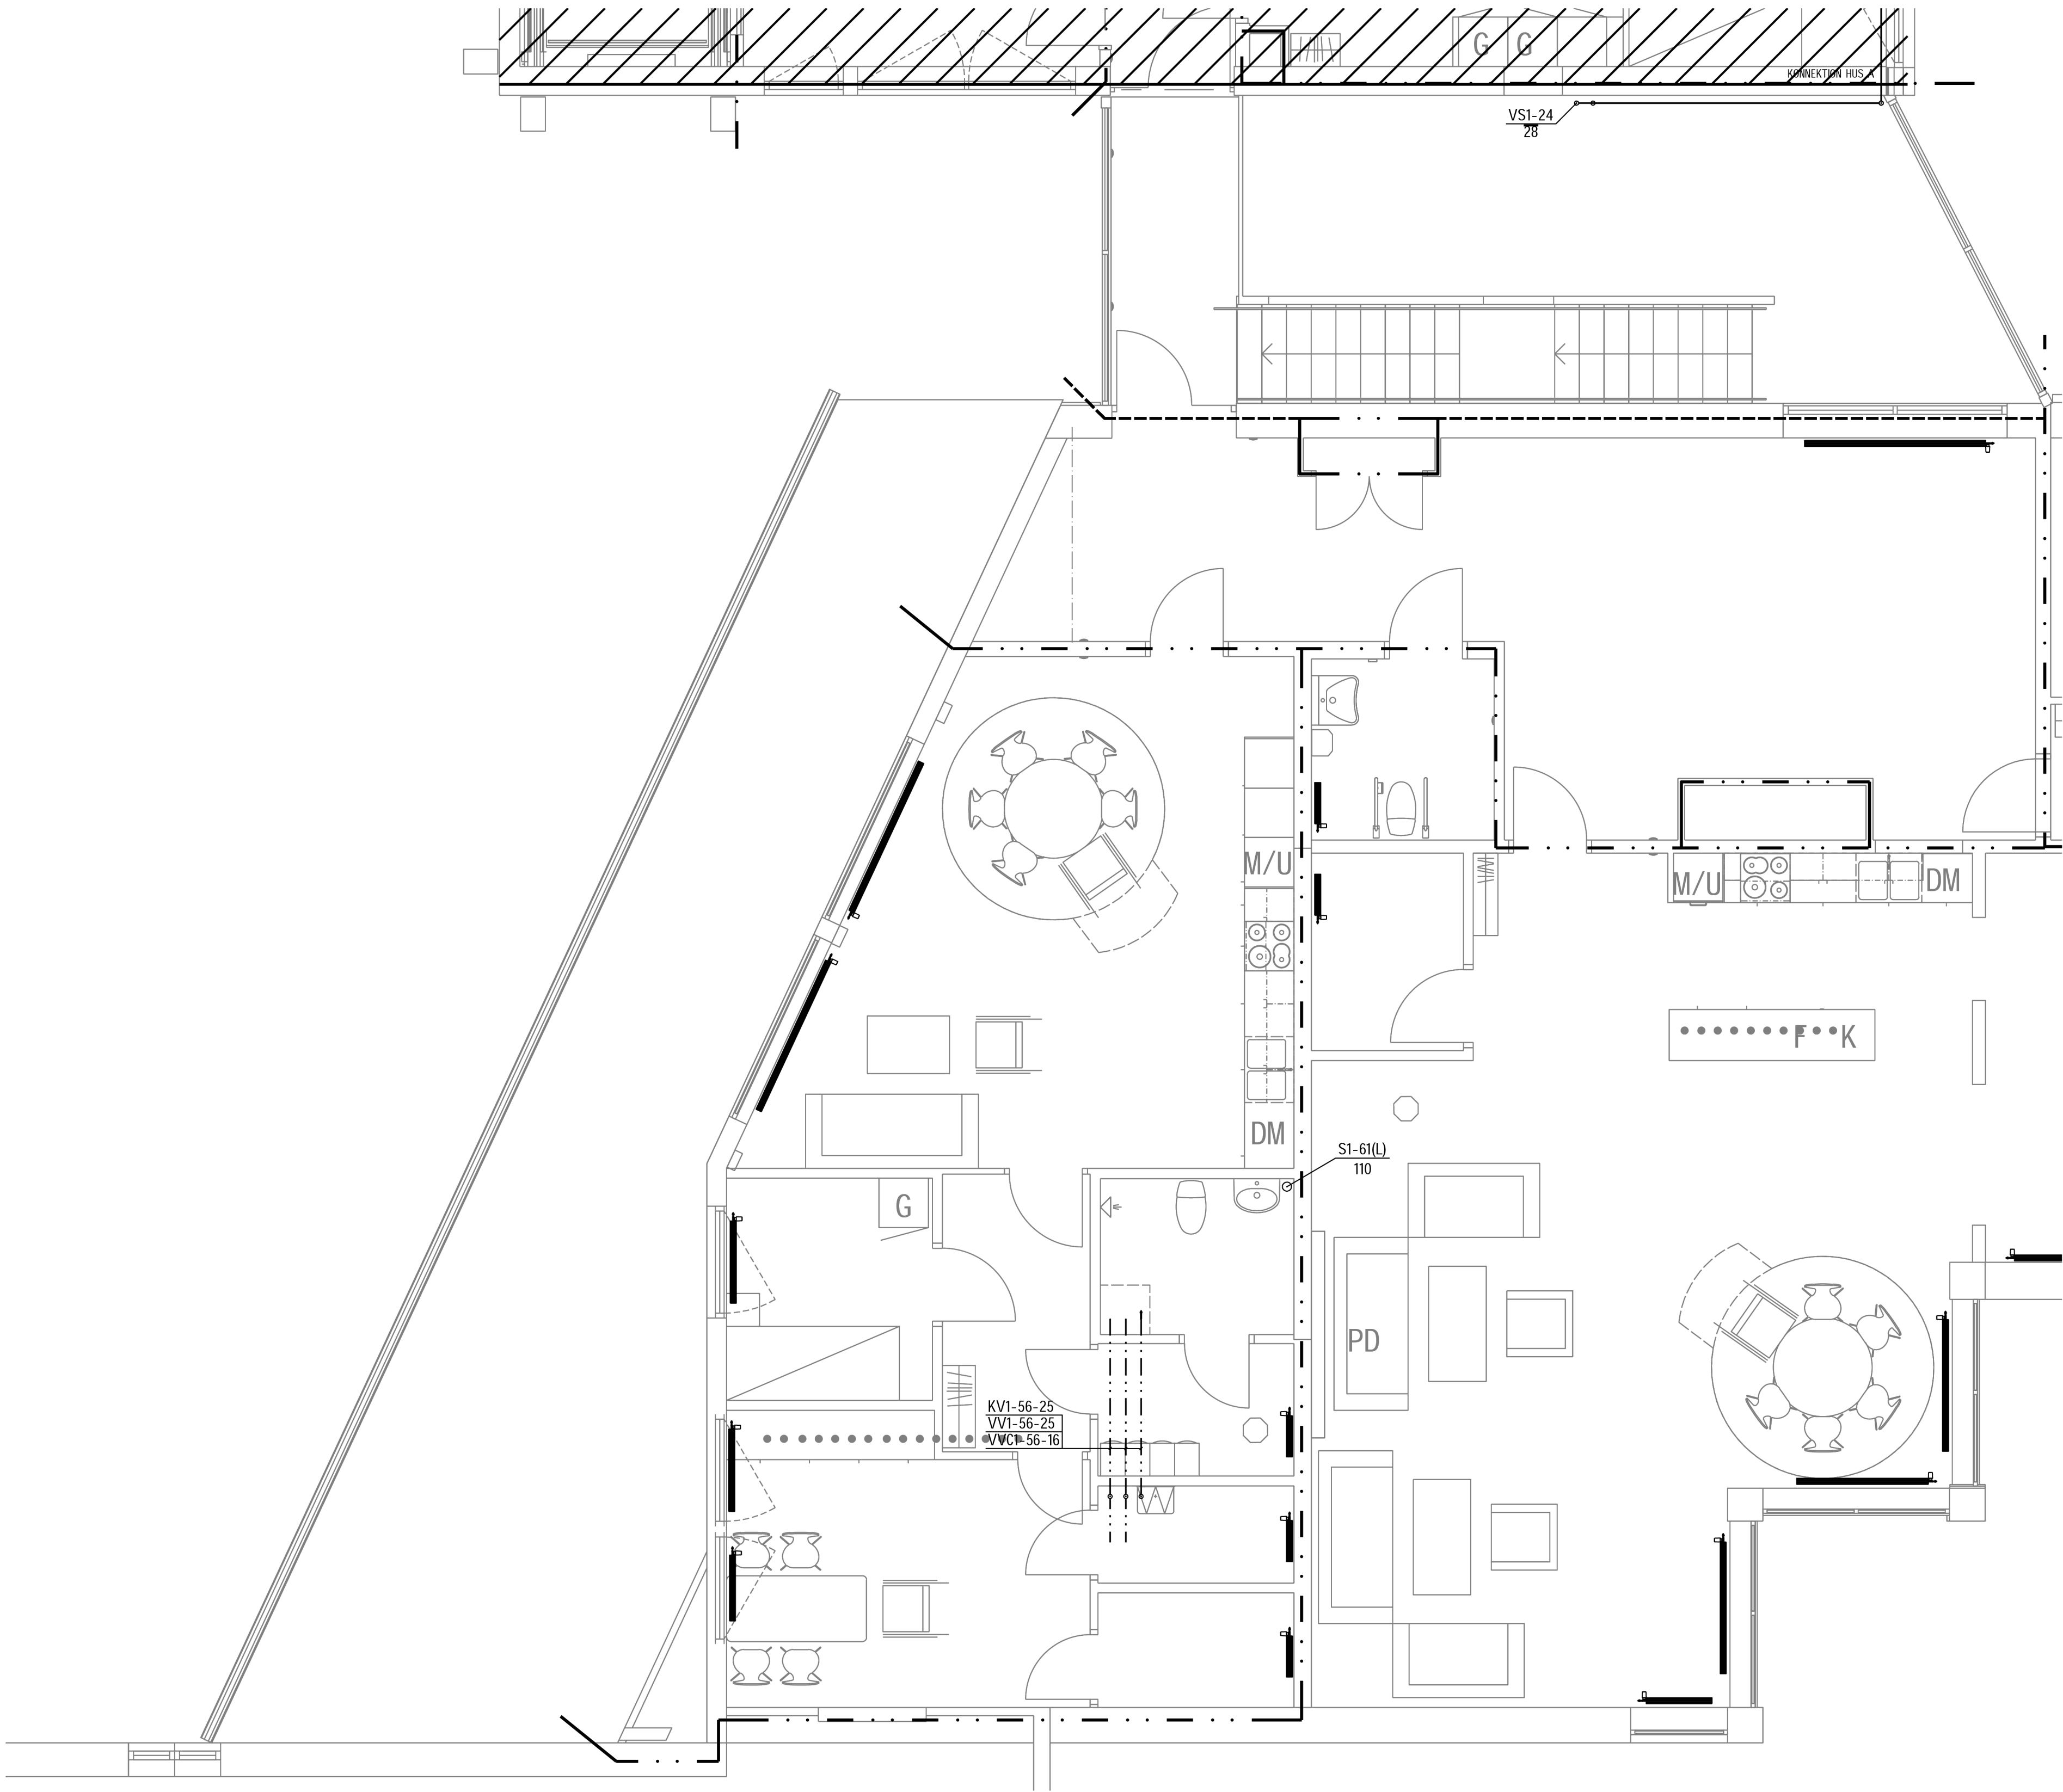 G G
KONNEKTION HUS A
VS1-24
28
M/U
M/U
DM
F K
DM
S1-61(L)
110
G
PD
KV1-56-25
VV1-56-25
VVC1-56-16